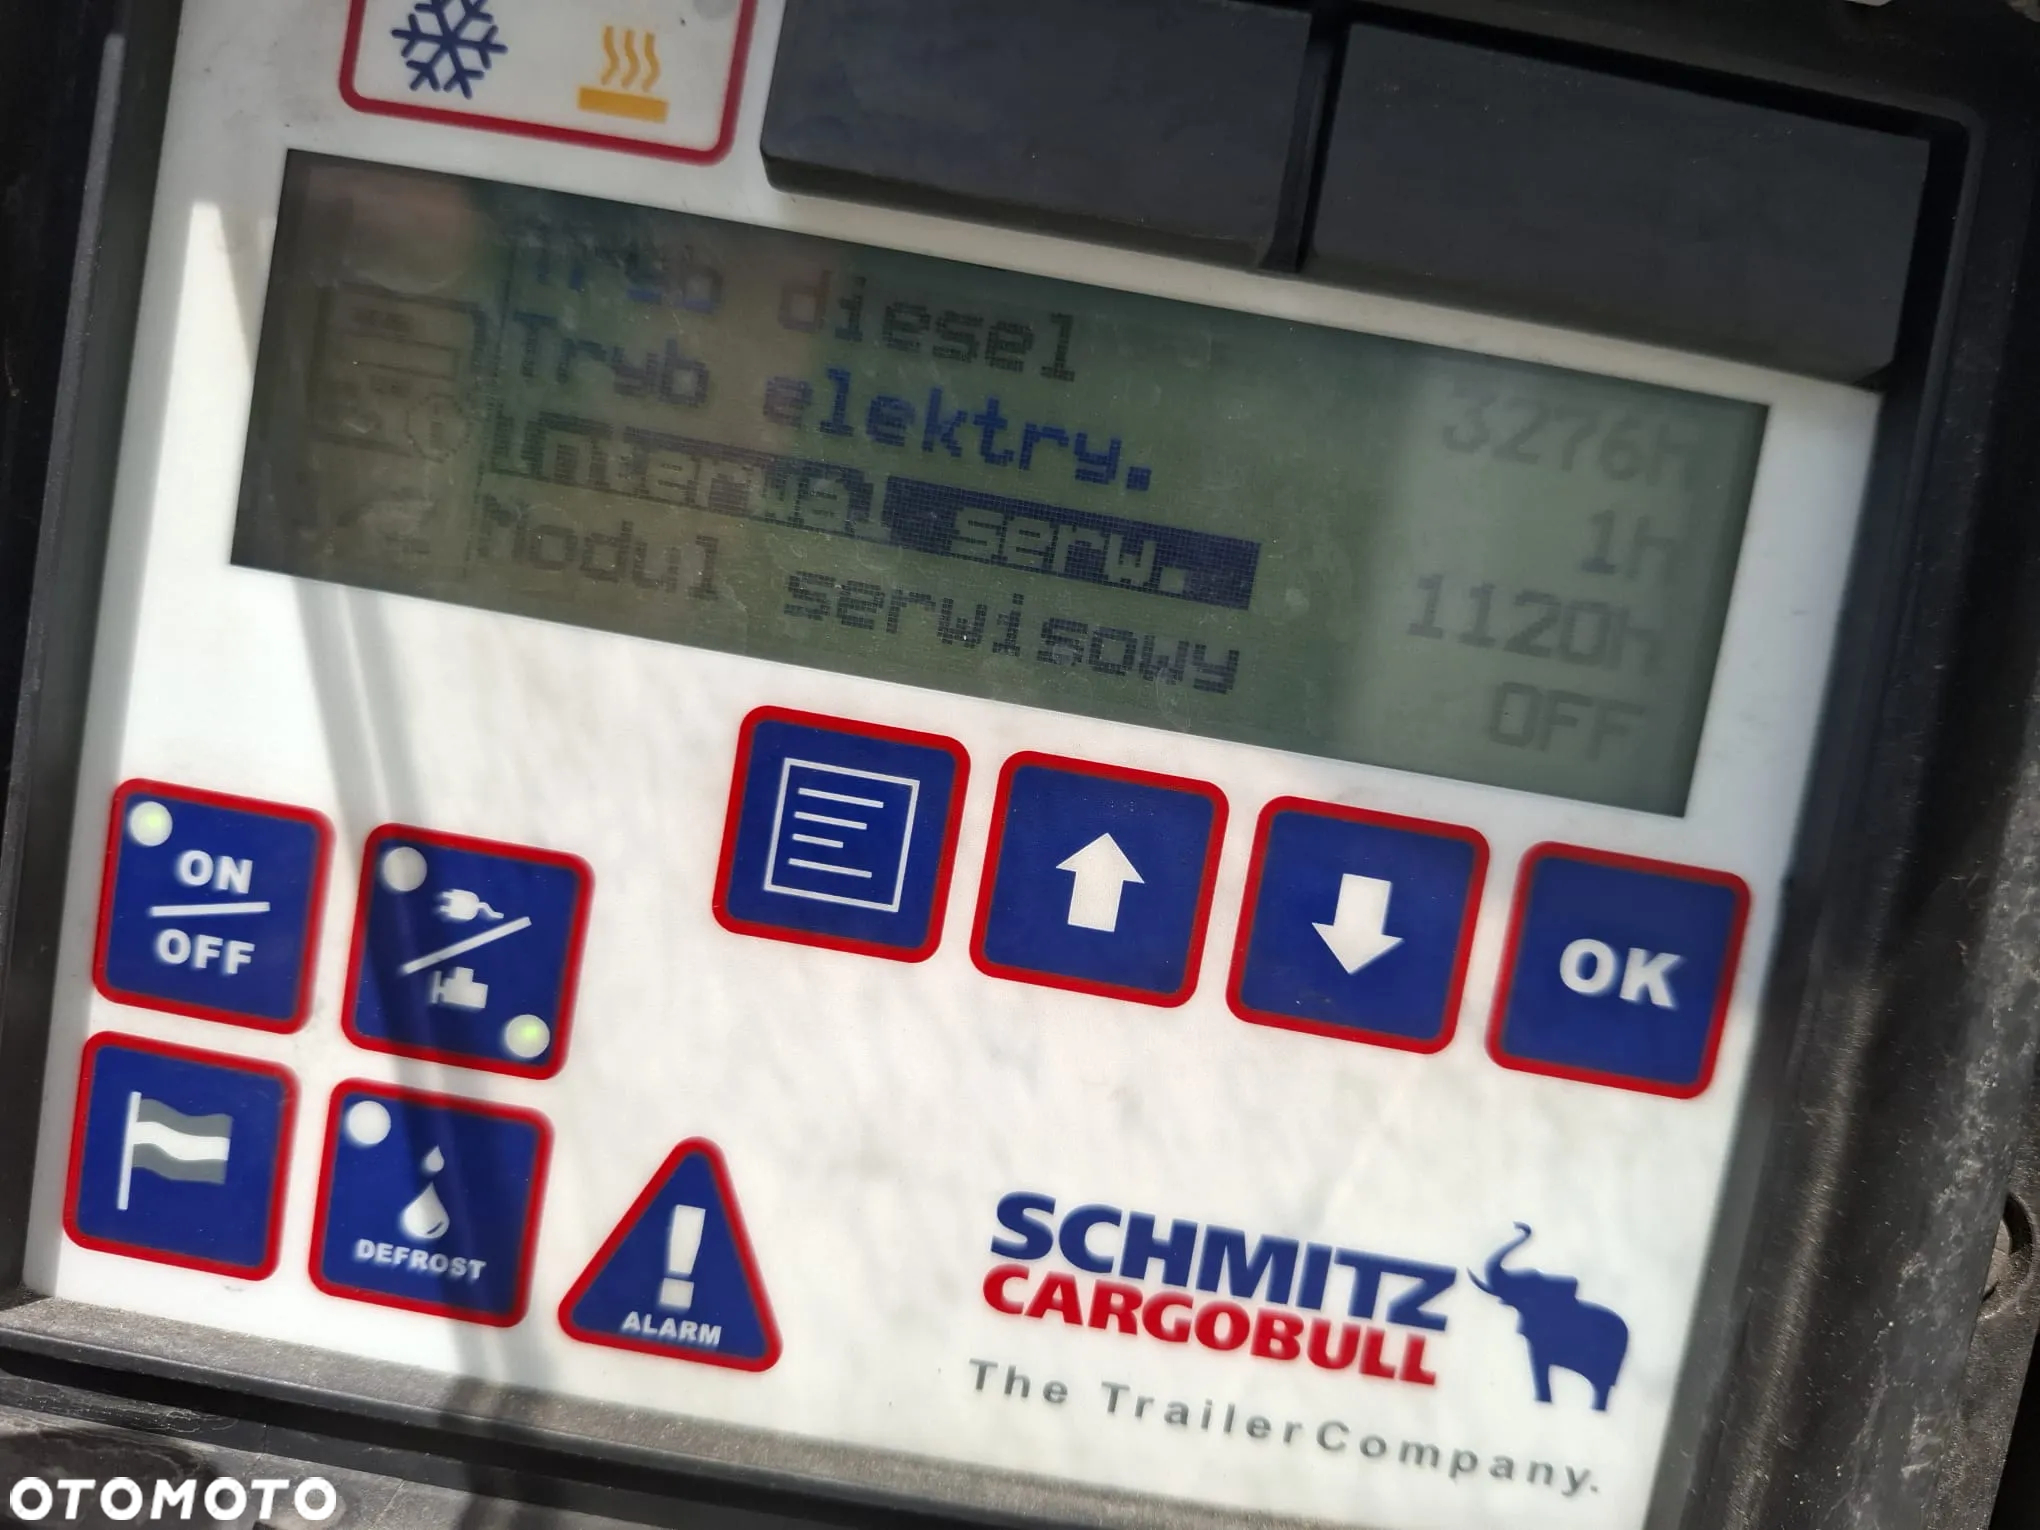 Tryb diesel 3276h
Tryb elektry. 1h
Interwał serw. 1120h
Moduł serwisowy OFF
ON
OFF
OK
DEFROST
ALARM
SCHMITZ
CARGOBULL
The TrailerCompany.
OTOMOTO